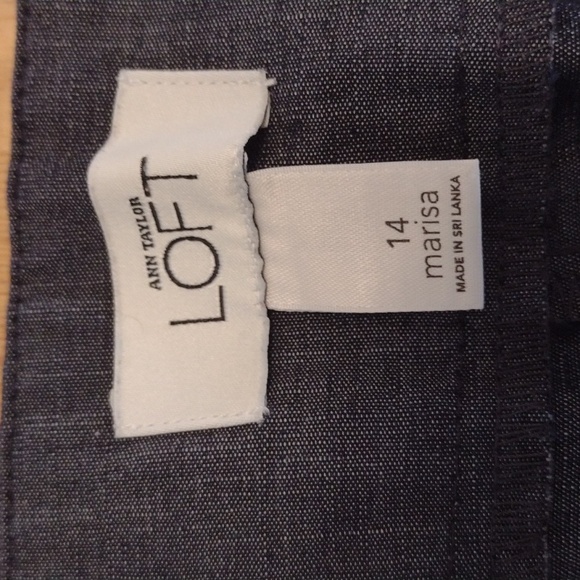 ANN TAYLOR
LOFT
14
marisa
MADE IN SRI LANKA